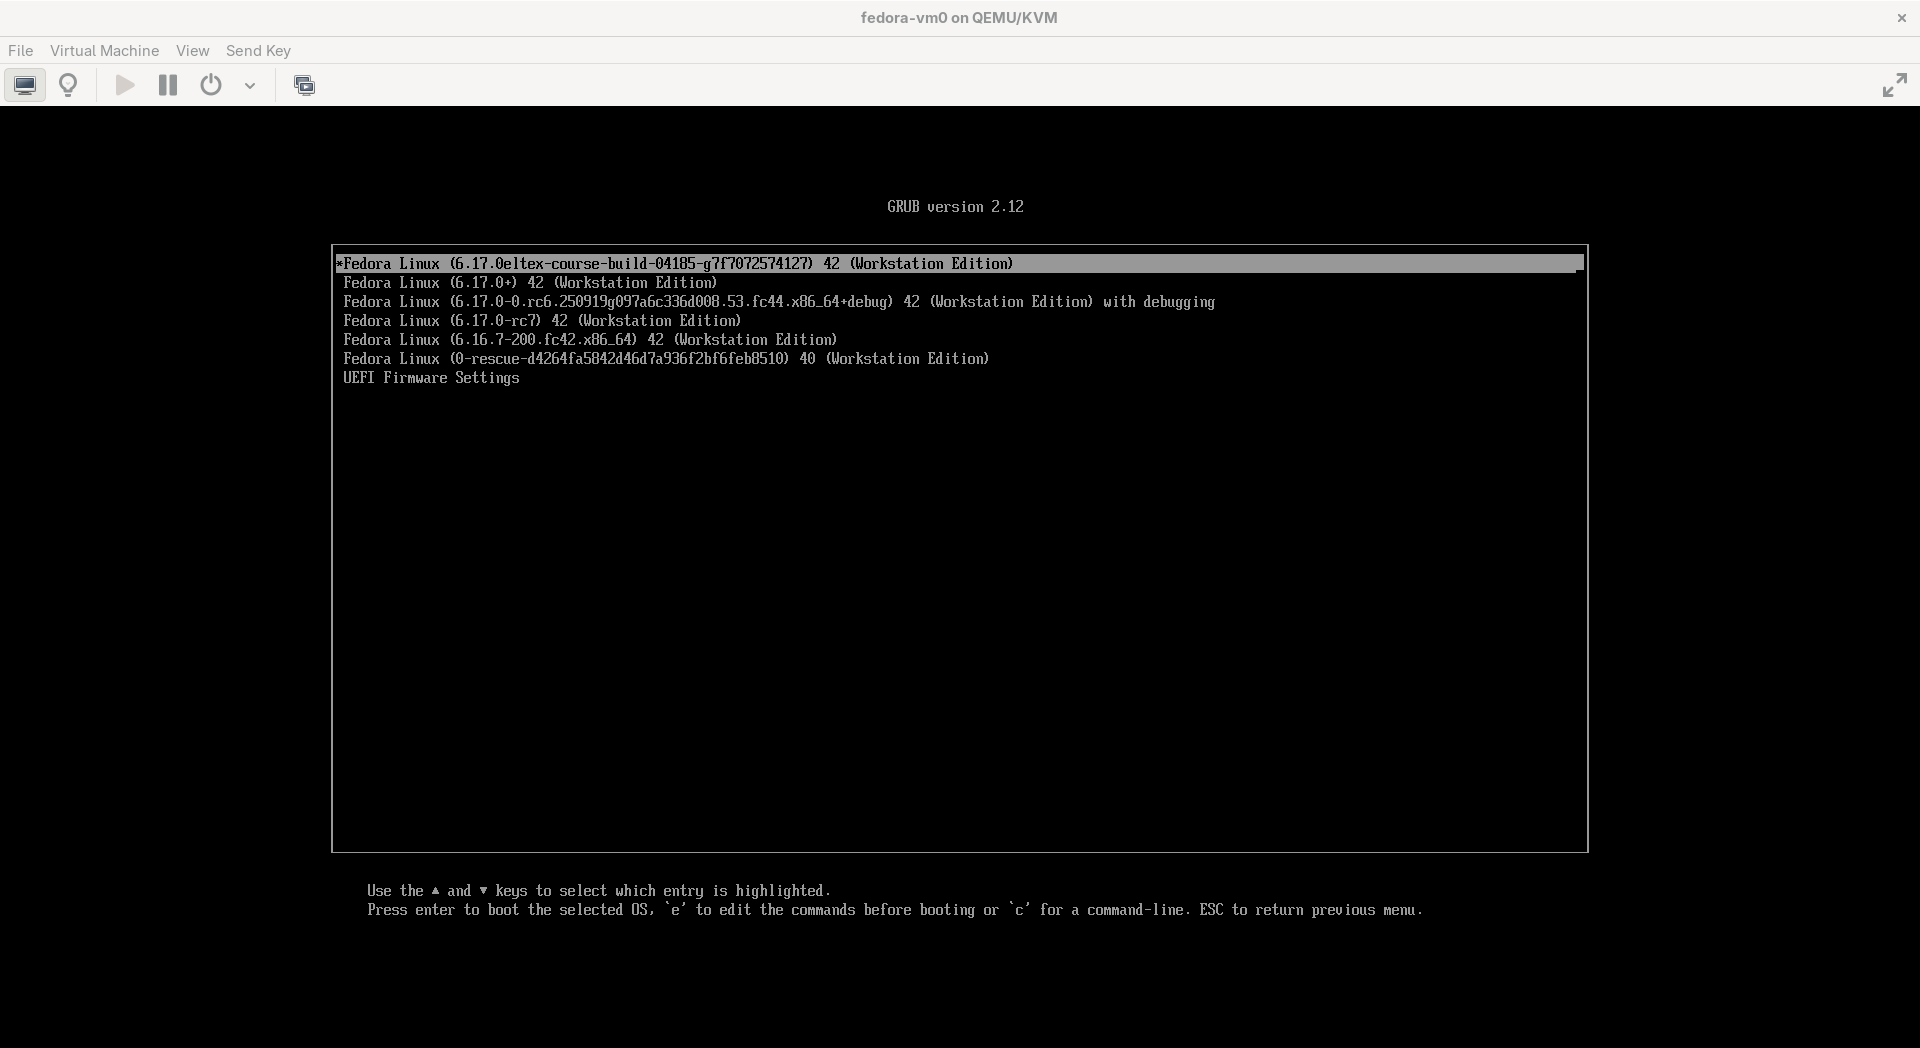 fedora-vm0 on QEMU/KVM
File Virtual Machine View Send Key
GRUB version 2.12
*Fedora Linux (6.17.0eltex-course-build-04185-g7f7072574127) 42 (Workstation Edition)
Fedora Linux (6.17.0+) 42 (Workstation Edition)
Fedora Linux (6.17.0-0.rc6.250919g097a6c336d008.53.fc44.x86_64+debug) 42 (Workstation Edition) with debugging
Fedora Linux (6.17.0-rc7) 42 (Workstation Edition)
Fedora Linux (6.16.7-200.fc42.x86_64) 42 (Workstation Edition)
Fedora Linux (0-rescue-d4264fa5842d46d7a936f2bf6feb8510) 40 (Workstation Edition)
UEFI Firmware Settings
Use the ▲ and ▼ keys to select which entry is highlighted.
Press enter to boot the selected OS, `e' to edit the commands before booting or `c' for a command-line. ESC to return previous menu.